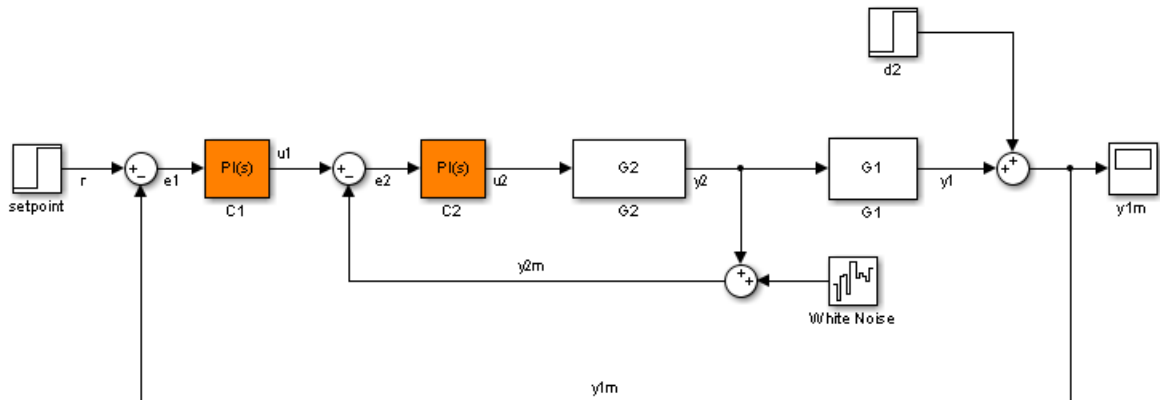 d2
setpoint
r
+
-
e1
PI(s)
C1
u1
+
-
e2
PI(s)
C2
u2
G2
G2
y2
G1
G1
y1
+
+
y1m
y2m
+
+
White Noise
y1m